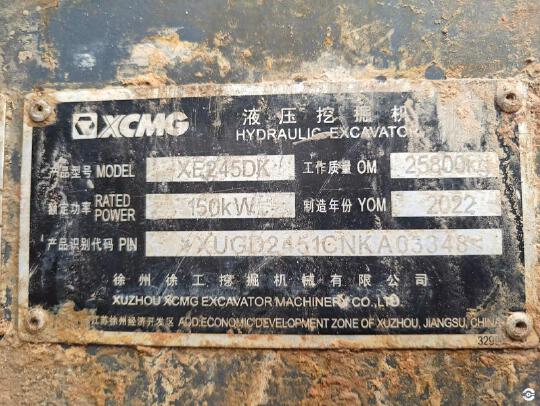 XCMG 液压挖掘机
HYDRAULIC EXCAVATOR
产品型号 MODEL XE245DK 工作质量 OM 25800kg
额定功率 RATED POWER 150kW 制造年份 YOM 2022
产品识别代码 PIN
徐州徐工挖掘机械有限公司
XUZHOU XCMG EXCAVATOR MACHINERY CO.,LTD.
江苏徐州经济开发区 ADD:ECONOMIC DEVELOPMENT ZONE OF XUZHOU, JIANGSU, CHINA